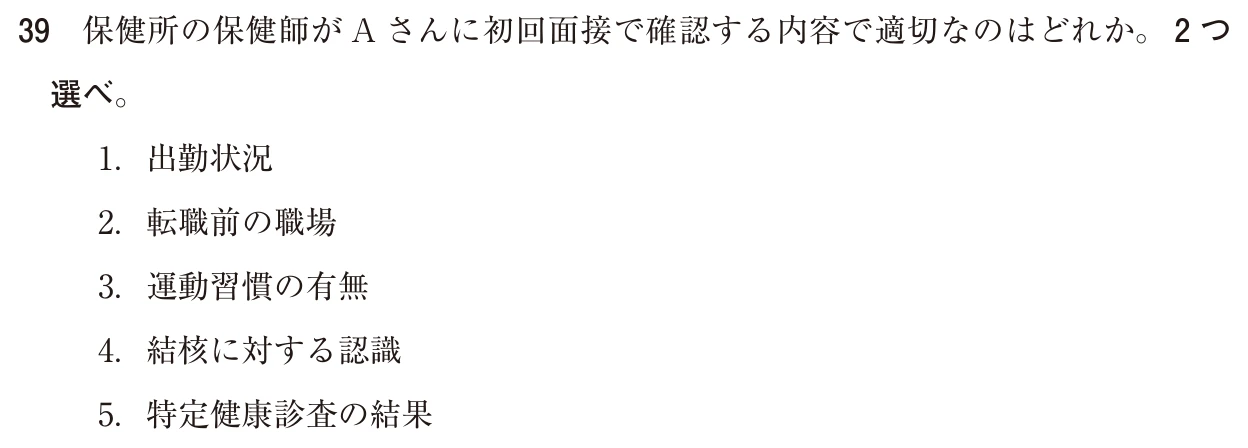 39 保健所の保健師が A さんに初回面接で確認する内容で適切なのはどれか。2 つ
選べ。
1. 出勤状況
2. 転職前の職場
3. 運動習慣の有無
4. 結核に対する認識
5. 特定健康診査の結果